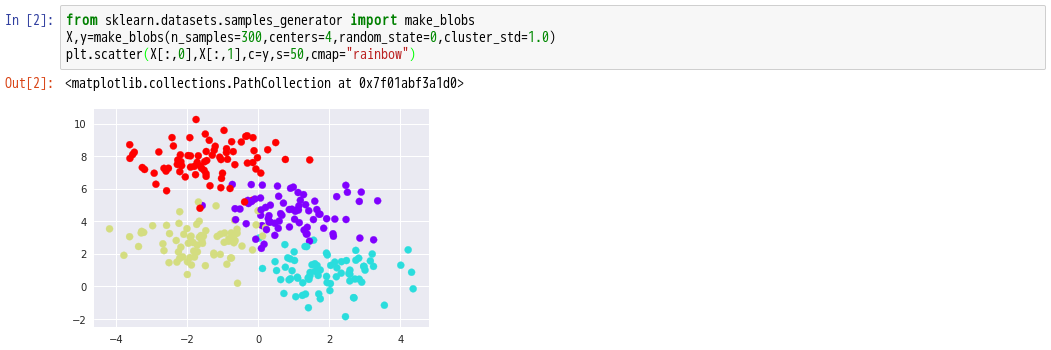 In [2]: from sklearn.datasets.samples_generator import make_blobs
X,y=make_blobs(n_samples=300,centers=4,random_state=0,cluster_std=1.0)
plt.scatter(X[:,0],X[:,1],c=y,s=50,cmap="rainbow")
Out[2]: <matplotlib.collections.PathCollection at 0x7f01abf3a1d0>
10
8
6
4
2
0
−2
−4 −2 0 2 4